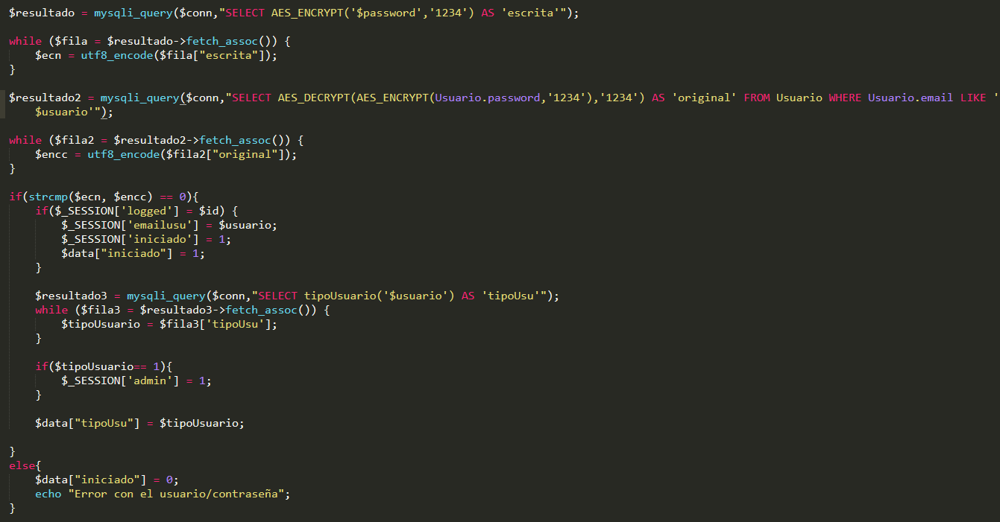 $resultado = mysqli_query($conn,"SELECT AES_ENCRYPT('$password','1234') AS 'escrita'");
while ($fila = $resultado->fetch_assoc()) {
$ecn = utf8_encode($fila["escrita"]);
}
$resultado2 = mysqli_query($conn,"SELECT AES_DECRYPT(AES_ENCRYPT(Usuario.password,'1234'),'1234') AS 'original' FROM Usuario WHERE Usuario.email LIKE '
$usuario'");
while ($fila2 = $resultado2->fetch_assoc()) {
$encc = utf8_encode($fila2["original"]);
}
if(strcmp($ecn, $encc) == 0){
if($_SESSION['logged'] = $id) {
$_SESSION['emailusu'] = $usuario;
$_SESSION['iniciado'] = 1;
$data["iniciado"] = 1;
}
$resultado3 = mysqli_query($conn,"SELECT tipoUsuario('$usuario') AS 'tipoUsu'");
while ($fila3 = $resultado3->fetch_assoc()) {
$tipoUsuario = $fila3['tipoUsu'];
}
if($tipoUsuario== 1){
$_SESSION['admin'] = 1;
}
$data["tipoUsu"] = $tipoUsuario;
}
else{
$data["iniciado"] = 0;
echo "Error con el usuario/contraseña";
}